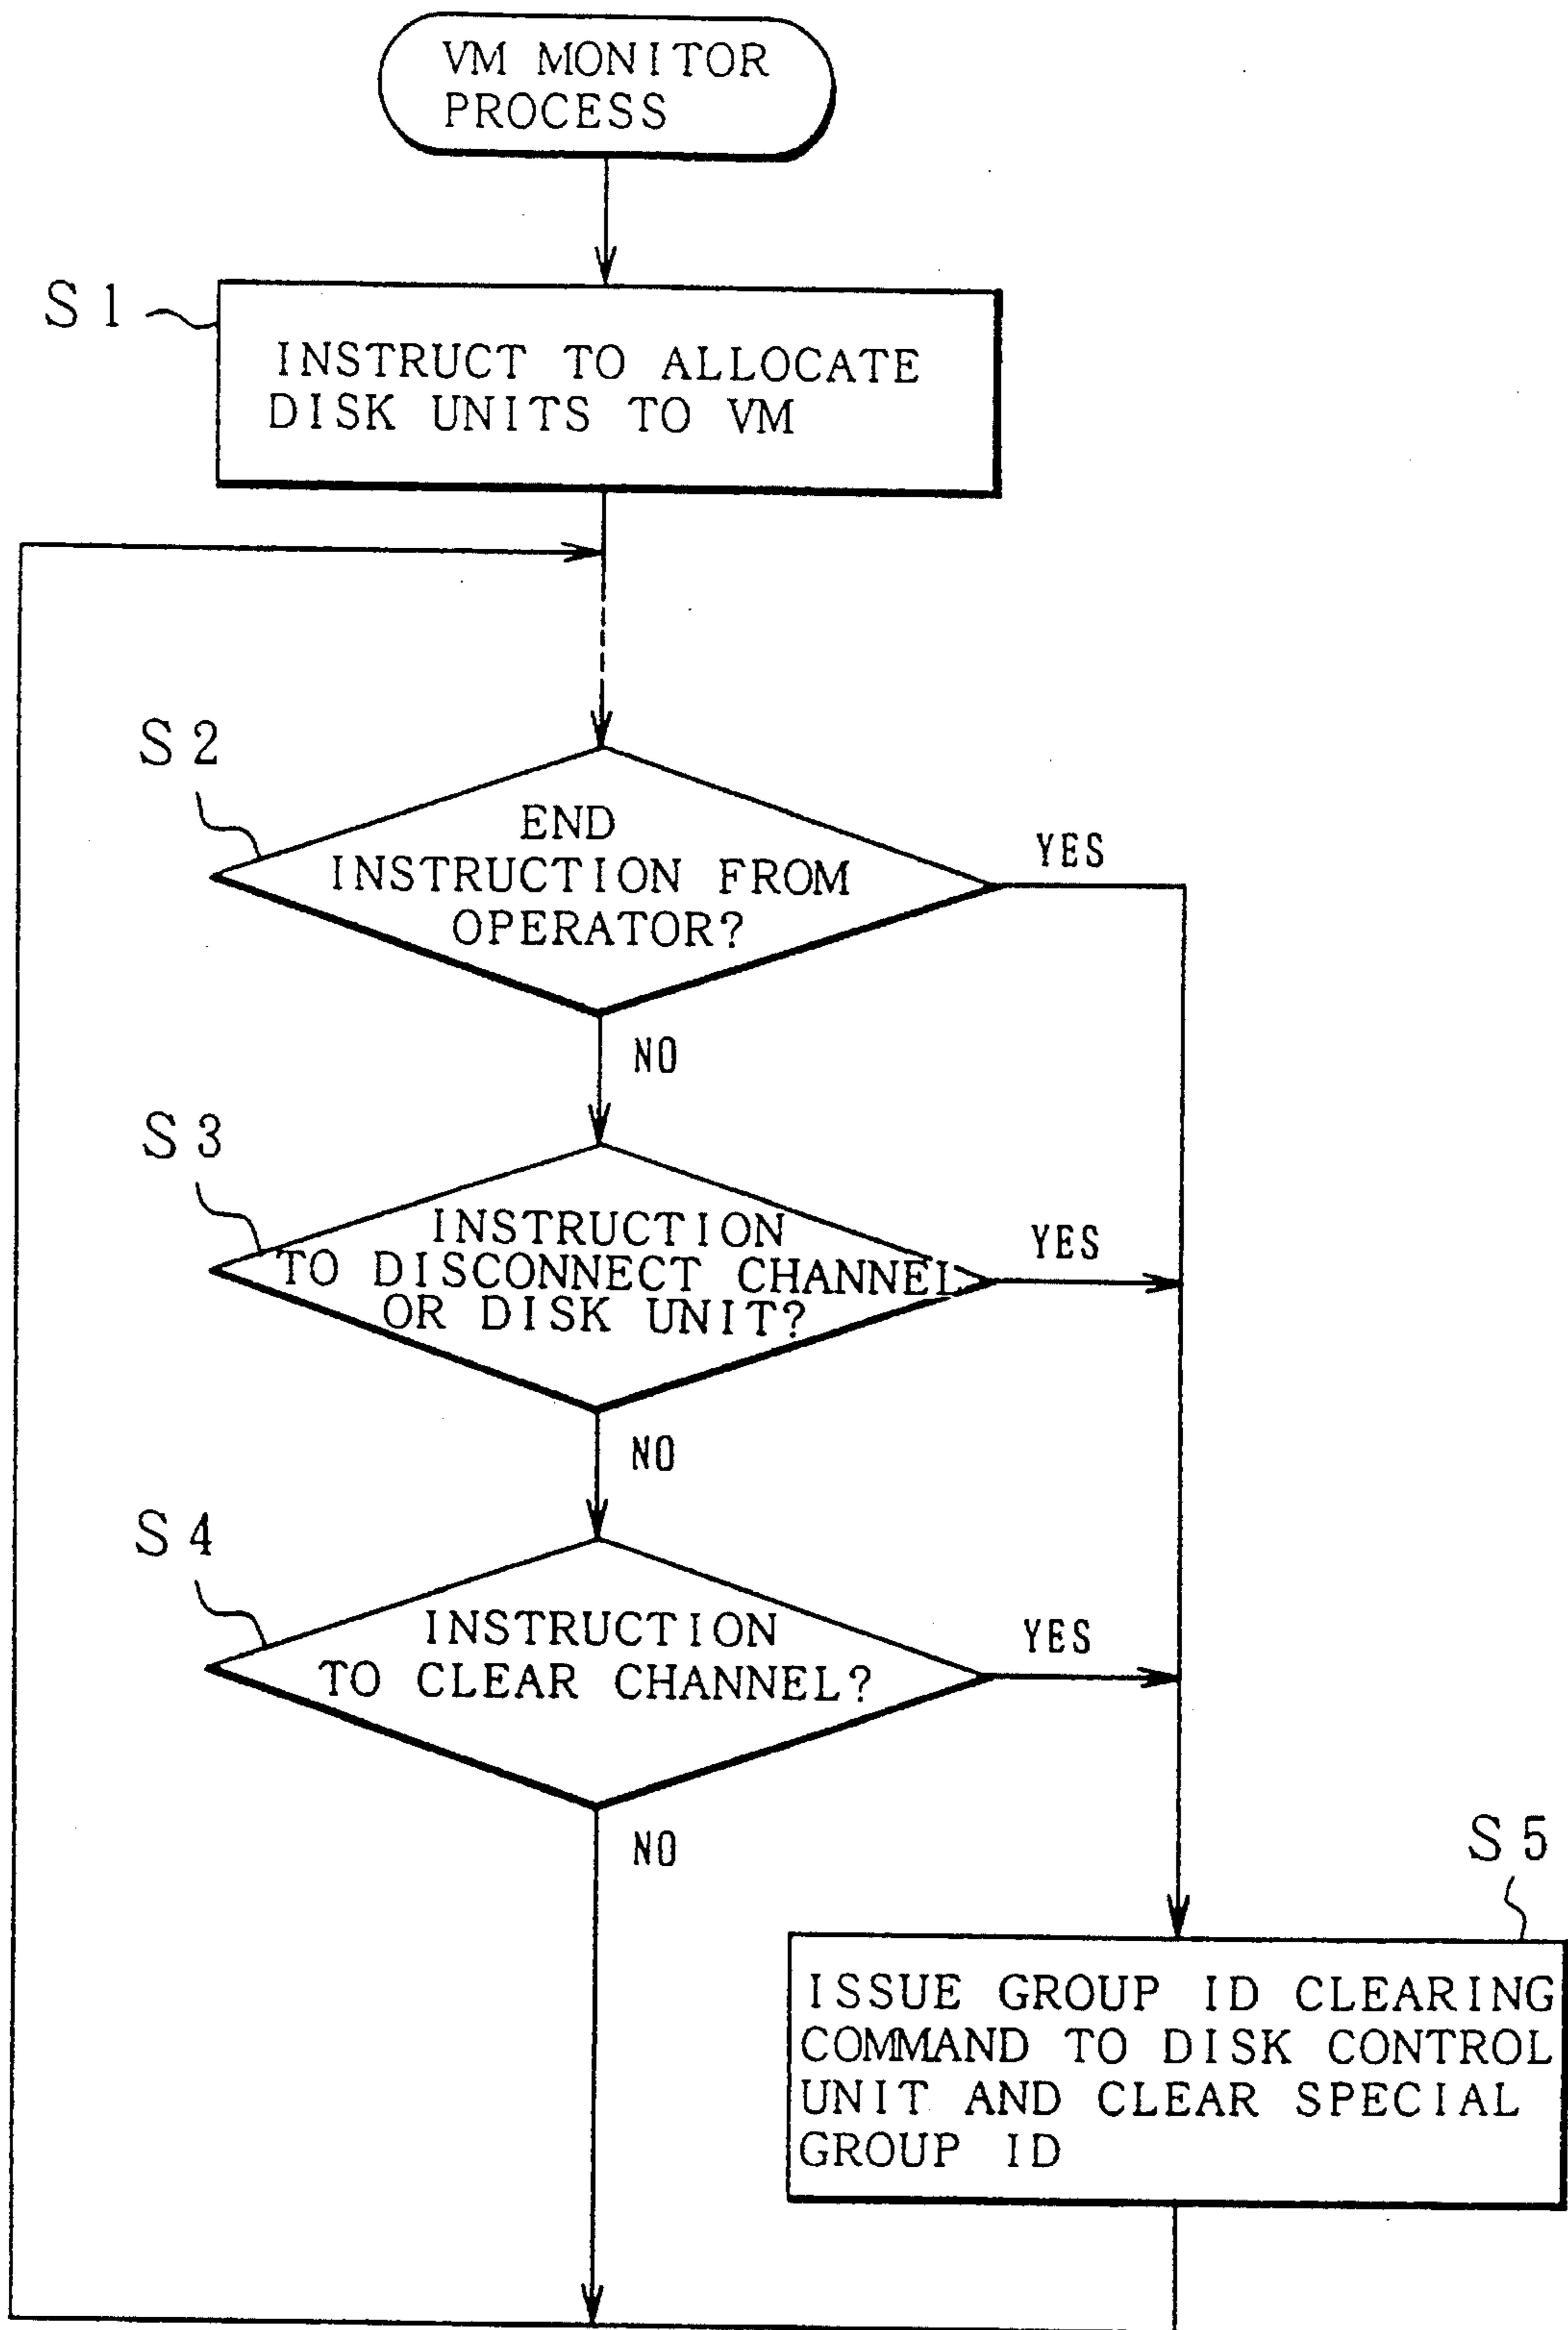 VM MONITOR
PROCESS
S1
INSTRUCT TO ALLOCATE
DISK UNITS TO VM
S2
END
INSTRUCTION FROM
OPERATOR?
YES
NO
S3
INSTRUCTION
TO DISCONNECT CHANNEL
OR DISK UNIT?
YES
NO
S4
INSTRUCTION
TO CLEAR CHANNEL?
YES
NO
S5
ISSUE GROUP ID CLEARING
COMMAND TO DISK CONTROL
UNIT AND CLEAR SPECIAL
GROUP ID